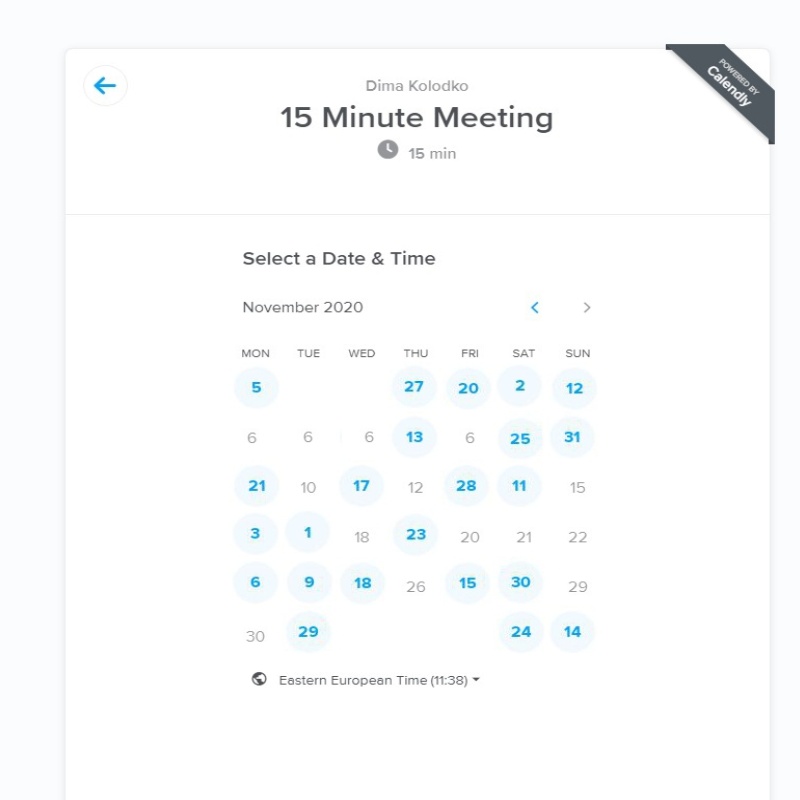 Dima Kolodko
15 Minute Meeting
15 min
POWERED BY
Calendly
Select a Date & Time
November 2020
MON TUE WED THU FRI SAT SUN
5 27 20 2 12
6 6 6 13 6 25 31
21 10 17 12 28 11 15
3 1 18 23 20 21 22
6 9 18 26 15 30 29
30 29 24 14
Eastern European Time (11:38)